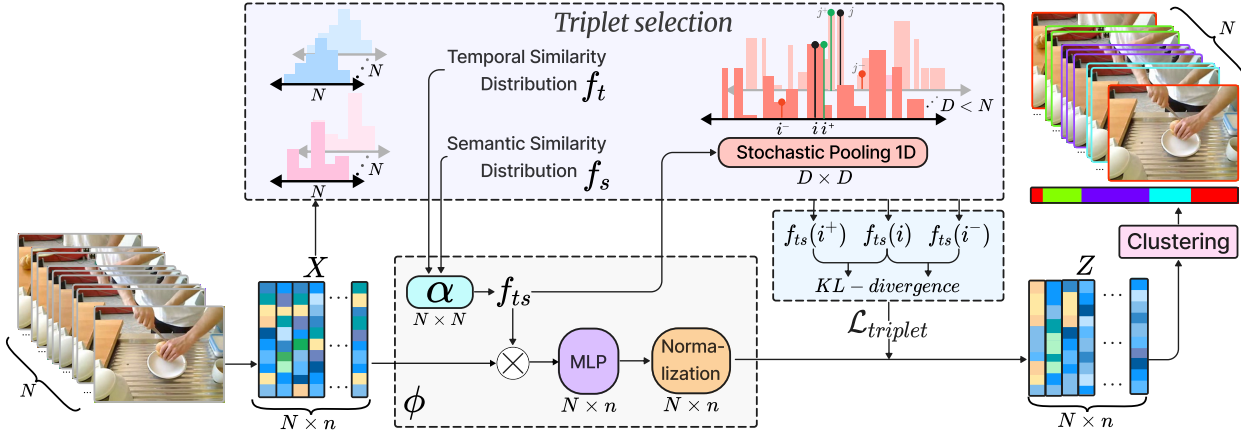 Triplet selection
N
N
N
N
Temporal Similarity
Distribution f_t
Semantic Similarity
Distribution f_s
j⁺
j
j⁻
D < N
i⁻
i i⁺
Stochastic Pooling 1D
D × D
N
f_ts(i⁺) f_ts(i) f_ts(i⁻)
KL − divergence
Clustering
X
Z
α
N × N
f_ts
L_triplet
MLP
N × n
Norma-
lization
N × n
ϕ
...
N
N × n
N × n